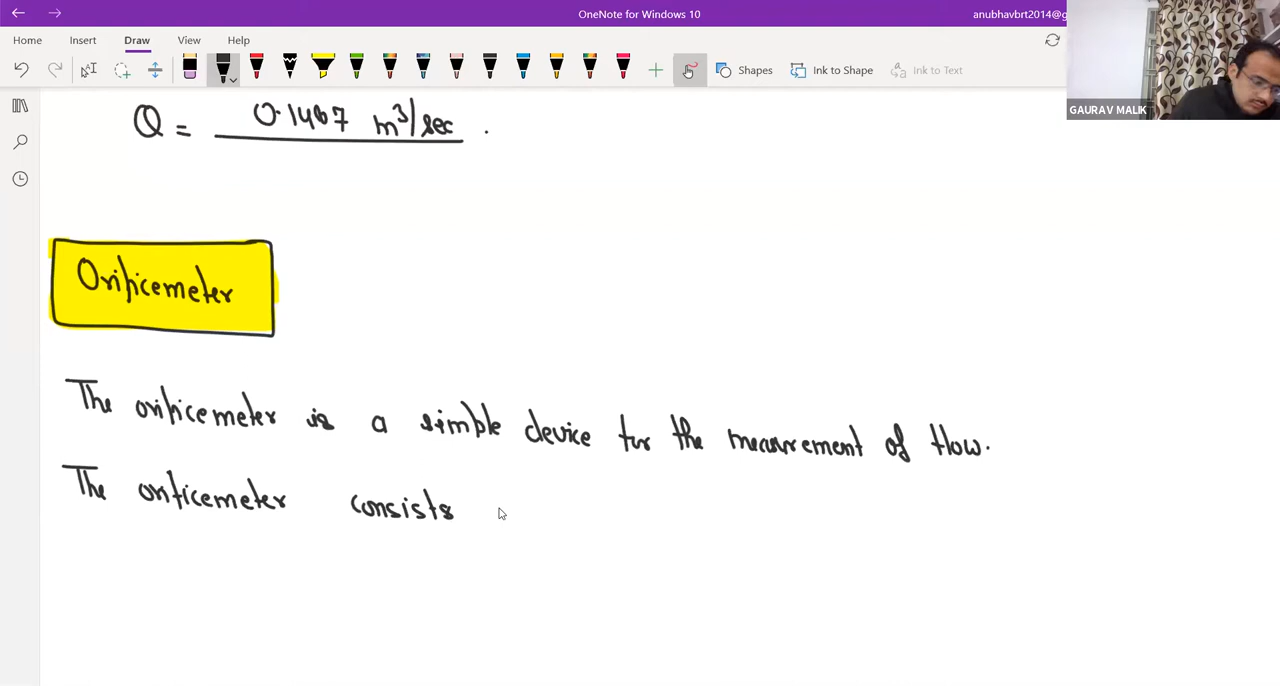 OneNote for Windows 10
anubhavbrt2014@g
Home Insert Draw View Help
Shapes Ink to Shape Ink to Text
GAURAV MALIK
Q = 0.1467 m³/sec .
Orificemeter
The orificemeter is a simple device for the measurement of flow.
The orificemeter consists